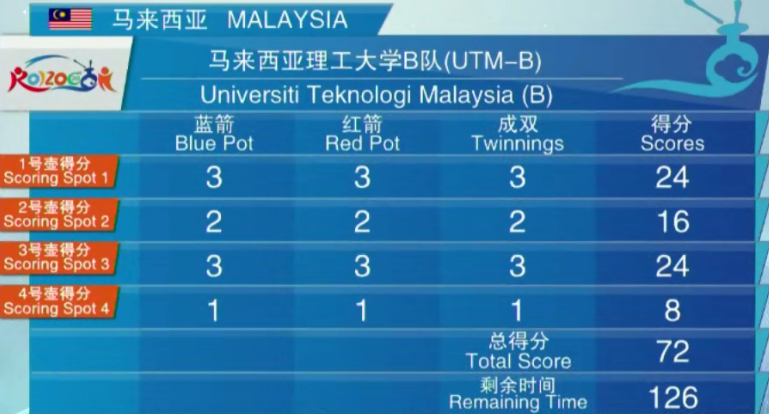 马来西亚 MALAYSIA
马来西亚理工大学B队(UTM-B)
Universiti Teknologi Malaysia (B)
蓝箭 红箭 成双 得分
Blue Pot Red Pot Twinnings Scores
1号壶得分
Scoring Spot 1 3 3 3 24
2号壶得分
Scoring Spot 2 2 2 2 16
3号壶得分
Scoring Spot 3 3 3 3 24
4号壶得分
Scoring Spot 4 1 1 1 8
总得分
Total Score 72
剩余时间
Remaining Time 126